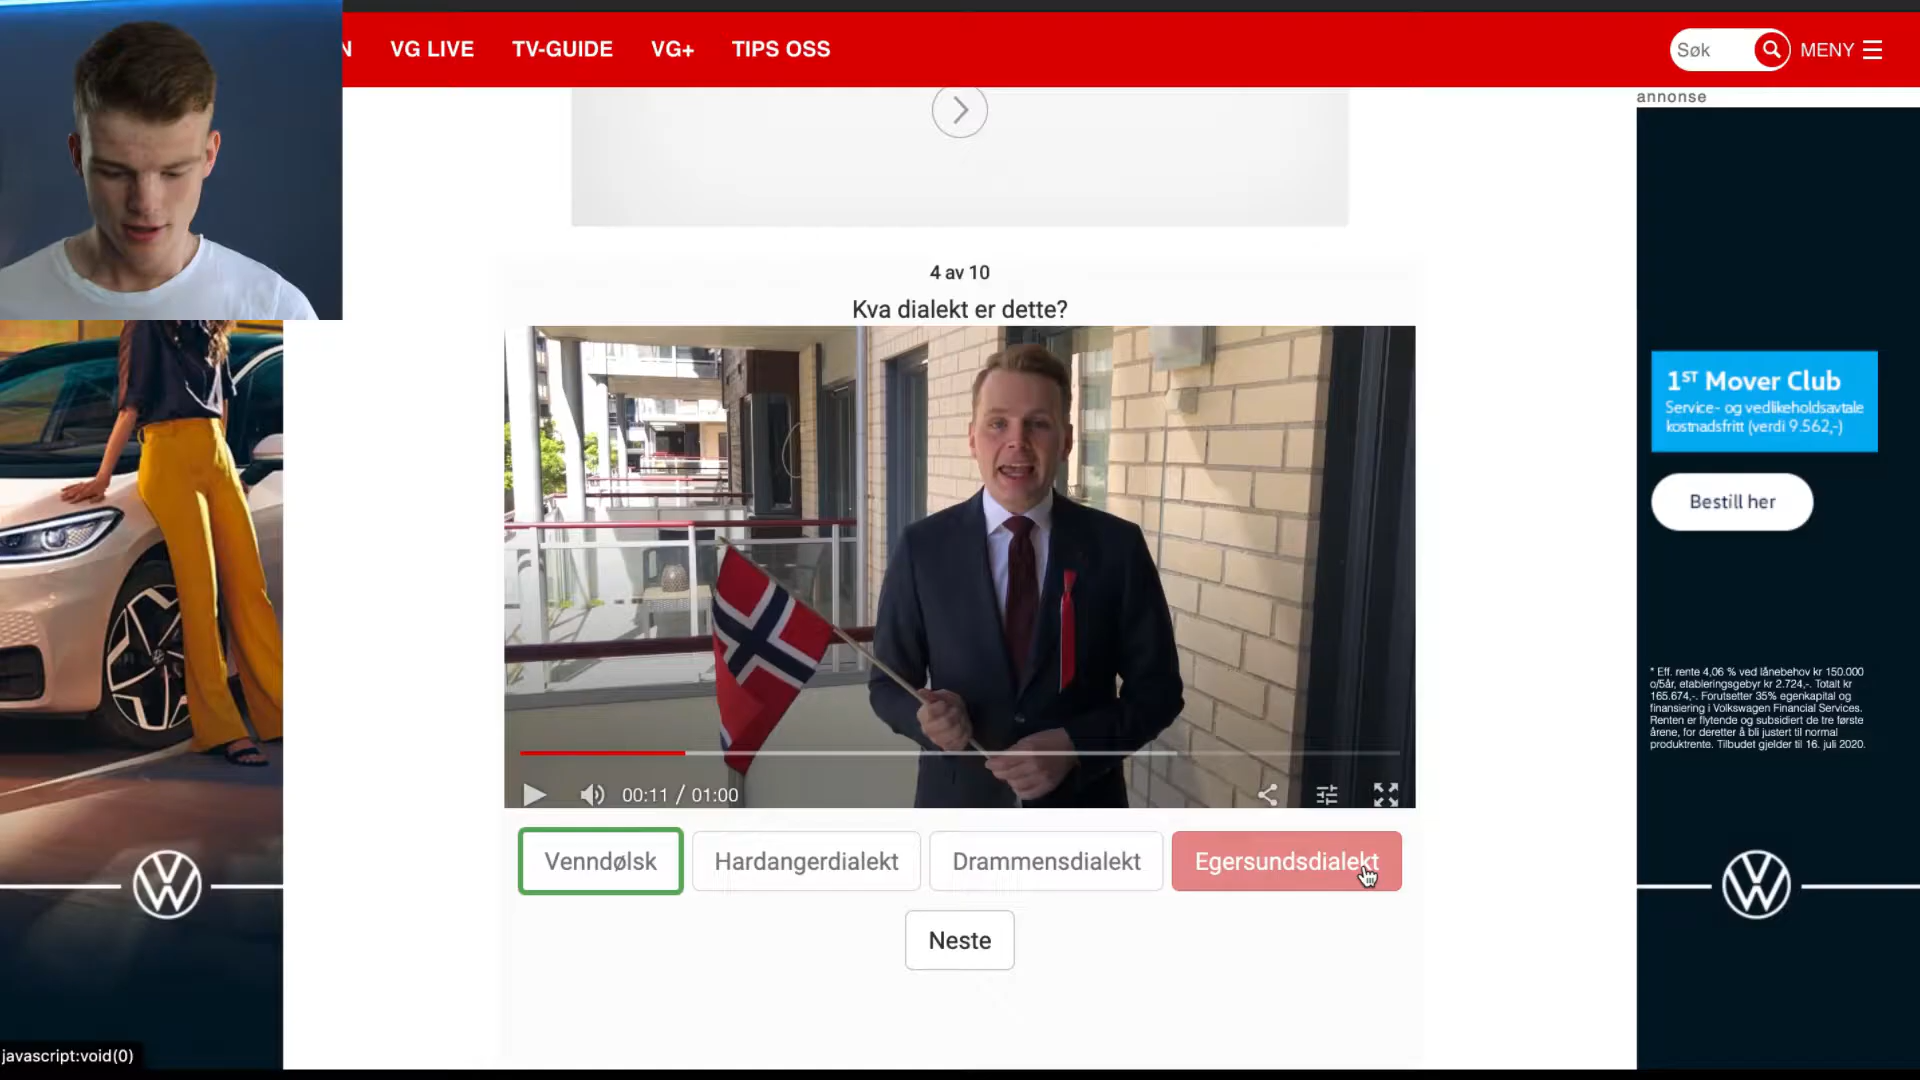 N VG LIVE TV-GUIDE VG+ TIPS OSS
Søk
MENY
annonse
4 av 10
Kva dialekt er dette?
1ST Mover Club
Service- og vedlikeholdsavtale
kostnadsfritt (verdi 9.562,-)
Bestill her
* Eff. rente 4,06 % ved lånebehov kr 150.000
o/5år, etableringsgebyr kr 2.724,-. Totalt kr
165.674,-. Forutsetter 35% egenkapital og
finansiering i Volkswagen Financial Services.
Renten er flytende og subsidiert de tre første
årene, for deretter å bli justert til normal
produktrente. Tilbudet gjelder til 16. juli 2020.
00:11 / 01:00
Venndølsk
Hardangerdialekt
Drammensdialekt
Egersundsdialekt
Neste
javascript:void(0)